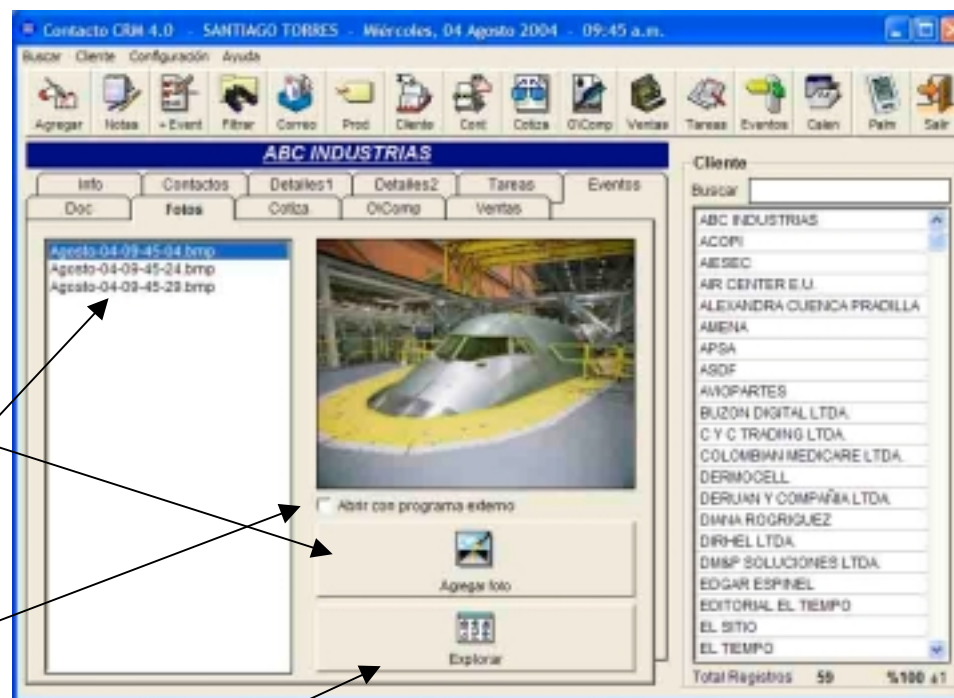 Contacto CRM 4.0 - SANTIAGO TORRES - Miércoles, 04 Agosto 2004 - 09:45 a.m.
Buscar Cliente Configuración Ayuda
Agregar Notas +Event Filtrar Correo Prod Cliente Cont Cotiza O\Comp Ventas Tareas Eventos Calen Palm Salir
ABC INDUSTRIAS
Info Contactos Detalles1 Detalles2 Tareas Eventos
Doc Fotos Cotiza O\Comp Ventas
Agosto-04-09-45-04.bmp
Agosto-04-09-45-24.bmp
Agosto-04-09-45-29.bmp
Abrir con programa externo
Agregar foto
Explorar
Cliente
Buscar
ABC INDUSTRIAS
ACOPI
AIESEC
AIR CENTER E.U.
ALEXANDRA CUENCA PRADILLA
AMENA
APSA
ASDF
AVIOPARTES
BUZON DIGITAL LTDA.
C Y C TRADING LTDA.
COLOMBIAN MEDICARE LTDA.
DERMOCELL
DERUAN Y COMPAÑIA LTDA.
DIANA ROGRIGUEZ
DIRHEL LTDA
DM&P SOLUCIONES LTDA.
EDGAR ESPINEL
EDITORIAL EL TIEMPO
EL SITIO
EL TIEMPO
Total Registros 59 %100 ±1